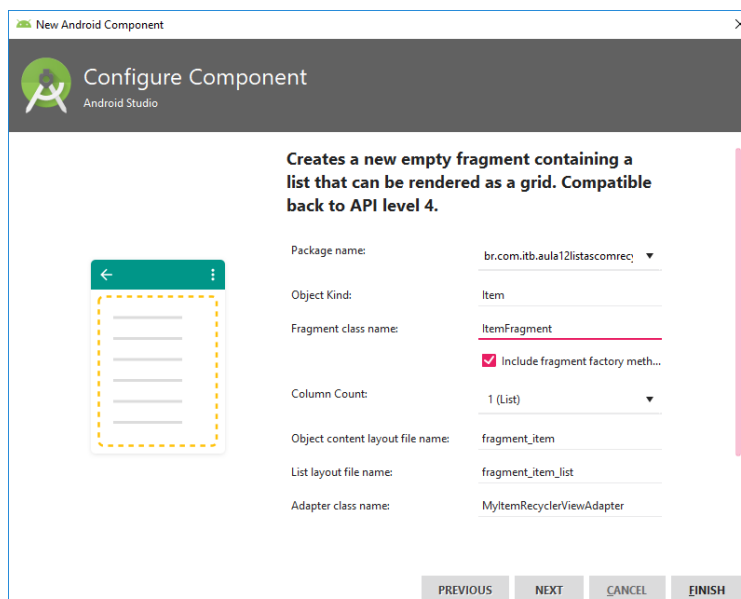 New Android Component
Configure Component
Android Studio
Creates a new empty fragment containing a
list that can be rendered as a grid. Compatible
back to API level 4.
Package name:
br.com.itb.aula12listascomrec
Object Kind:
Item
Fragment class name:
ItemFragment
Include fragment factory meth...
Column Count:
1 (List)
Object content layout file name:
fragment_item
List layout file name:
fragment_item_list
Adapter class name:
MyItemRecyclerViewAdapter
PREVIOUS
NEXT
CANCEL
FINISH